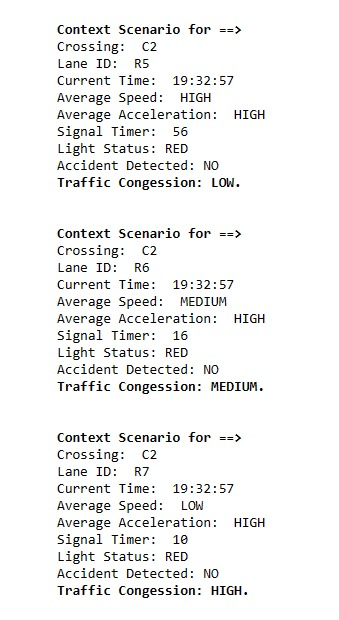 Context Scenario for ==>
Crossing:  C2
Lane ID:  R5
Current Time:  19:32:57
Average Speed:  HIGH
Average Acceleration:  HIGH
Signal Timer:  56
Light Status: RED
Accident Detected: NO
Traffic Congession: LOW.
Context Scenario for ==>
Crossing:  C2
Lane ID:  R6
Current Time:  19:32:57
Average Speed:  MEDIUM
Average Acceleration:  HIGH
Signal Timer:  16
Light Status: RED
Accident Detected: NO
Traffic Congession: MEDIUM.
Context Scenario for ==>
Crossing:  C2
Lane ID:  R7
Current Time:  19:32:57
Average Speed:  LOW
Average Acceleration:  HIGH
Signal Timer:  10
Light Status: RED
Accident Detected: NO
Traffic Congession: HIGH.